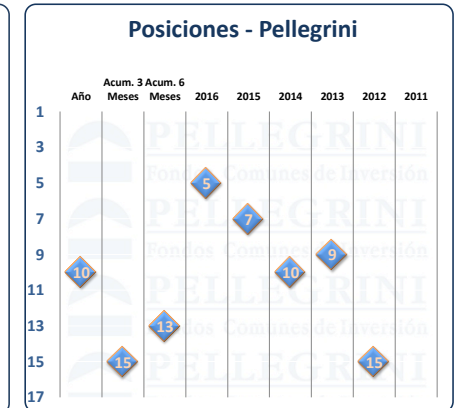 Posiciones - Pellegrini
Año Acum. 3 Meses Acum. 6 Meses 2016 2015 2014 2013 2012 2011
1
3
5
7
9
11
13
15
17
10
15
13
5
7
10
9
15
PELLEGRINI
Fondos Comunes de Inversión
PELLEGRINI
Fondos Comunes de Inversión
PELLEGRINI
Fondos Comunes de Inversión
PELLEGRINI